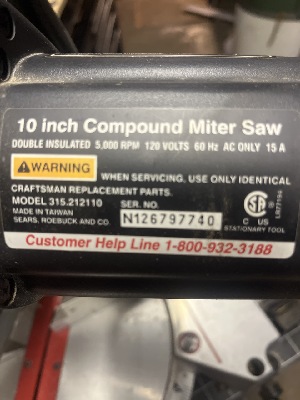 10 inch Compound Miter Saw
DOUBLE INSULATED 5,000 RPM 120 VOLTS 60 Hz AC ONLY 15 A
WARNING WHEN SERVICING, USE ONLY IDENTICAL
CRAFTSMAN REPLACEMENT PARTS.
MODEL 315.212110 SER. NO.
MADE IN TAIWAN N126797740
SEARS, ROEBUCK AND CO.
C US
STATIONARY TOOL
Customer Help Line 1-800-932-3188